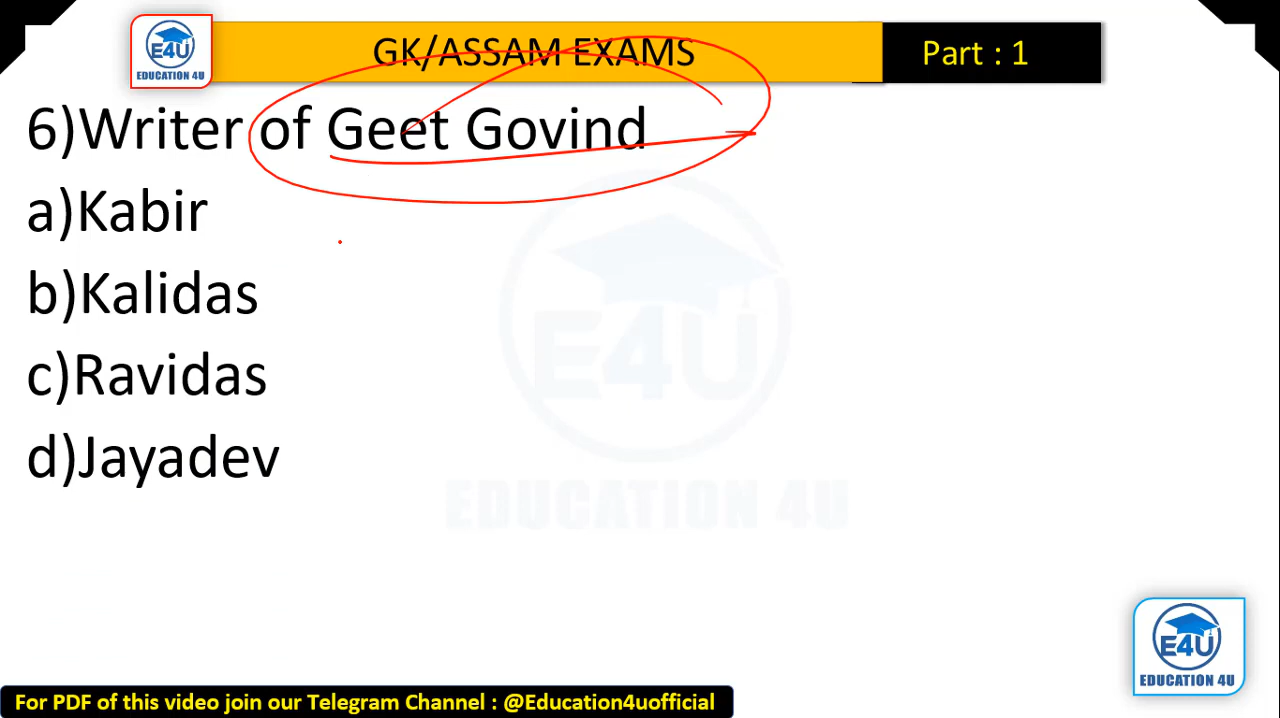 E4U
EDUCATION 4U
GK/ASSAM EXAMS
Part : 1
6)Writer of Geet Govind
a)Kabir
b)Kalidas
c)Ravidas
d)Jayadev
E4U
EDUCATION 4U
E4U
EDUCATION 4U
For PDF of this video join our Telegram Channel : @Education4uofficial